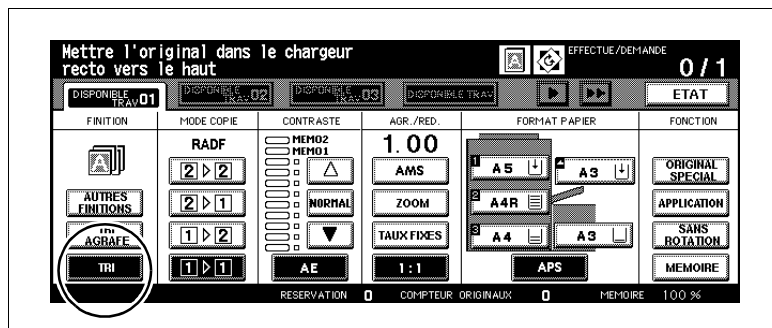 Mettre l'original dans le chargeur
recto vers le haut
EFFECTUE/DEMANDE
0/1
DISPONIBLE
TRAV 01
DISPONIBLE
TRAV. 02
DISPONIBLE
TRAV. 03
DISPONIBLE TRAV
ETAT
FINITION
MODE COPIE
CONTRASTE
AGR./RED.
FORMAT PAPIER
FONCTION
AUTRES
FINITIONS
AGRAFE
TRI
RADF
2 ▷ 2
2 ▷ 1
1 ▷ 2
1 ▷ 1
MEMO2
MEMO1
NORMAL
AE
1.00
AMS
ZOOM
TAUX FIXES
1:1
1 A5
A3
2 A4R
3 A4
A3
APS
ORIGINAL
SPECIAL
APPLICATION
SANS
ROTATION
MEMOIRE
RESERVATION 0 COMPTEUR ORIGINAUX 0 MEMOIRE 100 %